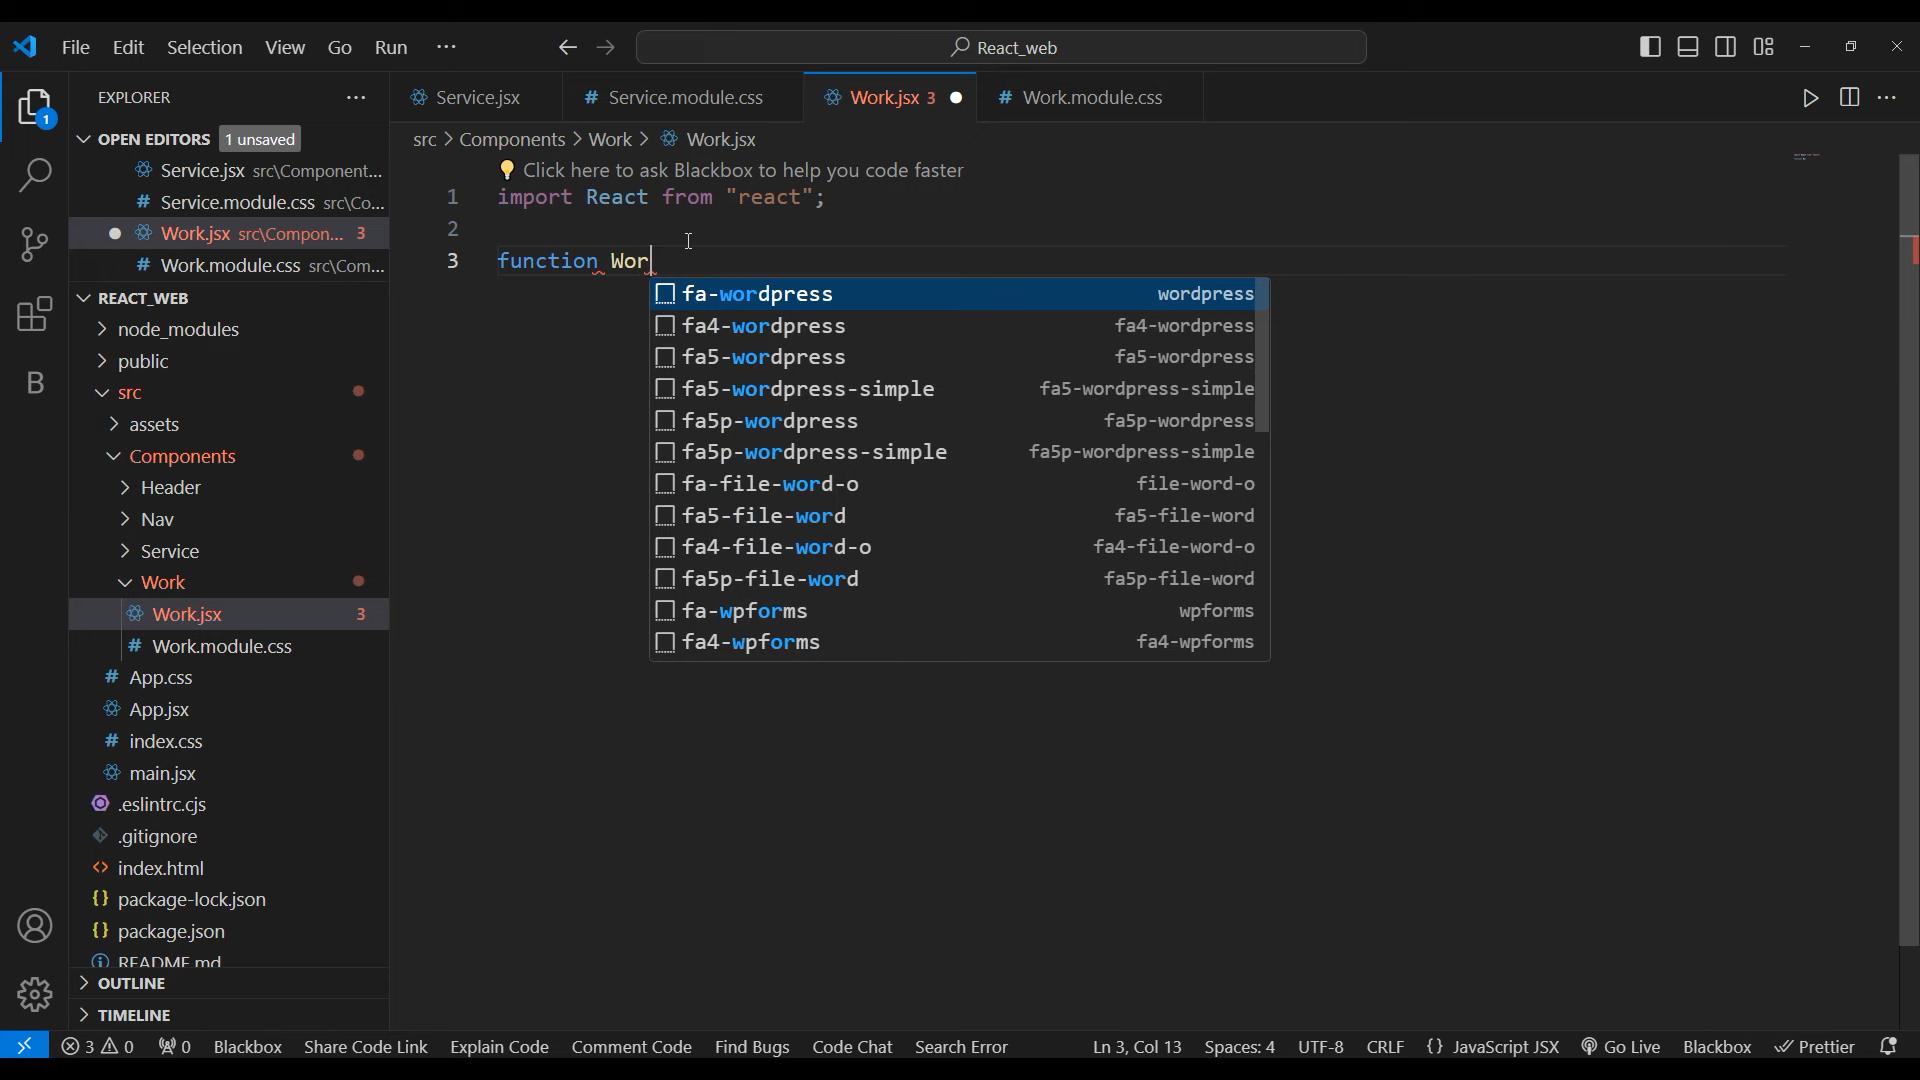 File Edit Selection View Go Run ··· React_web
EXPLORER ···
OPEN EDITORS 1 unsaved
Service.jsx src\Component...
Service.module.css src\Co...
Work.jsx src\Compon... 3
Work.module.css src\Com...
REACT_WEB
node_modules
public
src
assets
Components
Header
Nav
Service
Work
Work.jsx 3
Work.module.css
App.css
App.jsx
index.css
main.jsx
.eslintrc.cjs
.gitignore
index.html
package-lock.json
package.json
README.md
OUTLINE
TIMELINE
1
B
Service.jsx Service.module.css Work.jsx 3 Work.module.css
src > Components > Work > Work.jsx
Click here to ask Blackbox to help you code faster
1 import React from "react";
2
3 function Wor
fa-wordpress wordpress
fa4-wordpress fa4-wordpress
fa5-wordpress fa5-wordpress
fa5-wordpress-simple fa5-wordpress-simple
fa5p-wordpress fa5p-wordpress
fa5p-wordpress-simple fa5p-wordpress-simple
fa-file-word-o file-word-o
fa5-file-word fa5-file-word
fa4-file-word-o fa4-file-word-o
fa5p-file-word fa5p-file-word
fa-wpforms wpforms
fa4-wpforms fa4-wpforms
3 0 0 Blackbox Share Code Link Explain Code Comment Code Find Bugs Code Chat Search Error Ln 3, Col 13 Spaces: 4 UTF-8 CRLF {} JavaScript JSX Go Live Blackbox Prettier